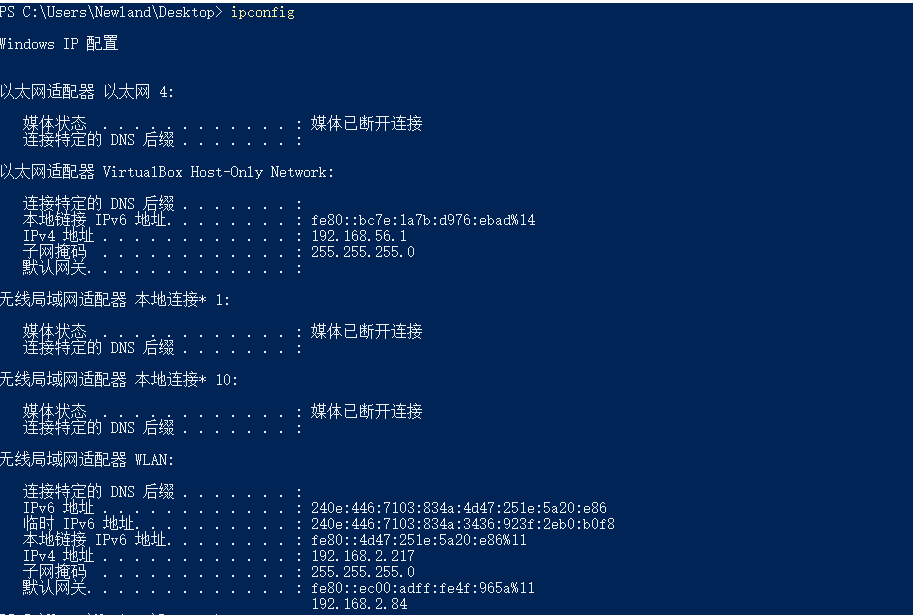 PS C:\Users\Newland\Desktop> ipconfig
Windows IP 配置
以太网适配器 以太网 4:
媒体状态 . . . . . . . . . . . . : 媒体已断开连接
连接特定的 DNS 后缀 . . . . . . . :
以太网适配器 VirtualBox Host-Only Network:
连接特定的 DNS 后缀 . . . . . . . :
本地链接 IPv6 地址. . . . . . . . : fe80::bc7e:1a7b:d976:ebad%14
IPv4 地址 . . . . . . . . . . . . : 192.168.56.1
子网掩码 . . . . . . . . . . . . : 255.255.255.0
默认网关. . . . . . . . . . . . . :
无线局域网适配器 本地连接* 1:
媒体状态 . . . . . . . . . . . . : 媒体已断开连接
连接特定的 DNS 后缀 . . . . . . . :
无线局域网适配器 本地连接* 10:
媒体状态 . . . . . . . . . . . . : 媒体已断开连接
连接特定的 DNS 后缀 . . . . . . . :
无线局域网适配器 WLAN:
连接特定的 DNS 后缀 . . . . . . . :
IPv6 地址 . . . . . . . . . . . . : 240e:446:7103:834a:4d47:251e:5a20:e86
临时 IPv6 地址. . . . . . . . . . : 240e:446:7103:834a:3436:923f:2eb0:b0f8
本地链接 IPv6 地址. . . . . . . . : fe80::4d47:251e:5a20:e86%11
IPv4 地址 . . . . . . . . . . . . : 192.168.2.217
子网掩码 . . . . . . . . . . . . : 255.255.255.0
默认网关. . . . . . . . . . . . . : fe80::ec00:adff:fe4f:965a%11
192.168.2.84